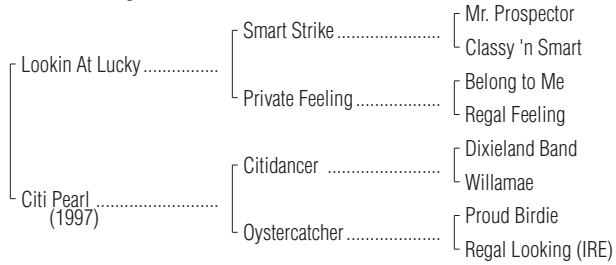 Mr. Prospector
Smart Strike ....................
Classy 'n Smart
Lookin At Lucky ...............
Belong to Me
Private Feeling .................
Regal Feeling
Dixieland Band
Citidancer ......................
Willamae
Citi Pearl ........................
(1997)
Proud Birdie
Oystercatcher ..................
Regal Looking (IRE)